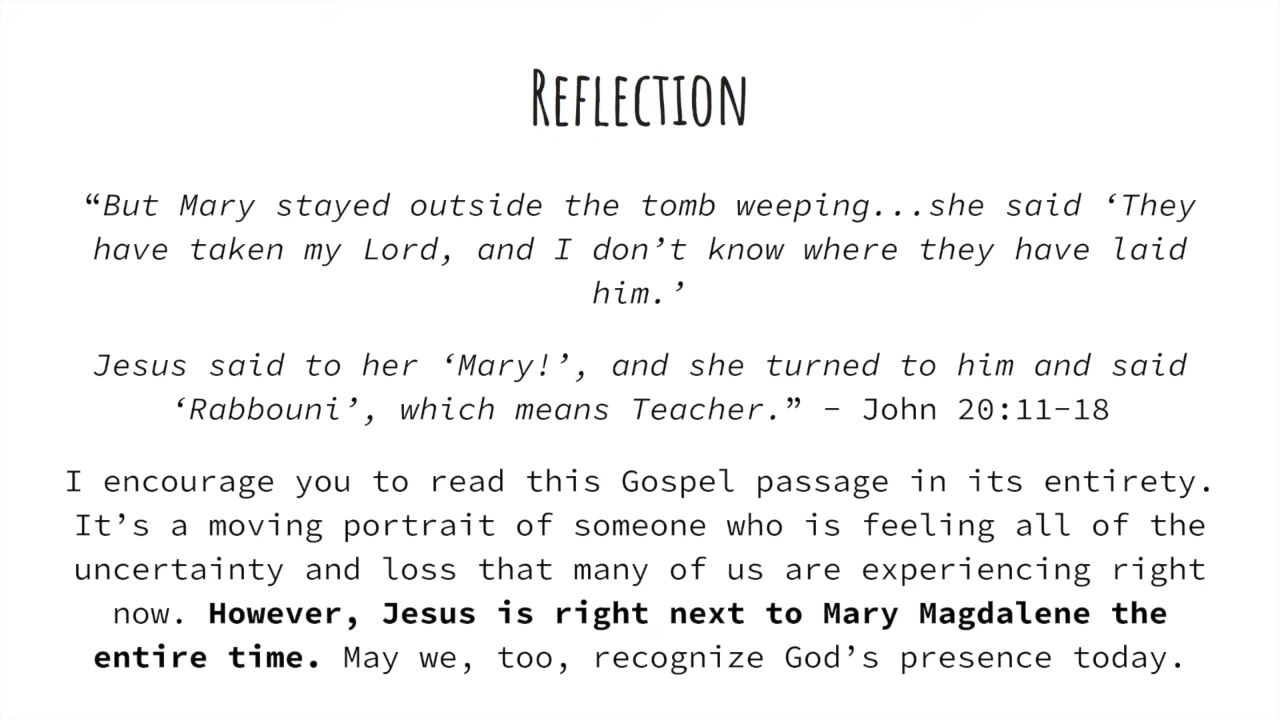 Reflection
“But Mary stayed outside the tomb weeping...she said ‘They
have taken my Lord, and I don’t know where they have laid
him.’
Jesus said to her ‘Mary!’, and she turned to him and said
‘Rabbouni’, which means Teacher.” – John 20:11-18
I encourage you to read this Gospel passage in its entirety.
It’s a moving portrait of someone who is feeling all of the
uncertainty and loss that many of us are experiencing right
now. However, Jesus is right next to Mary Magdalene the
entire time. May we, too, recognize God’s presence today.